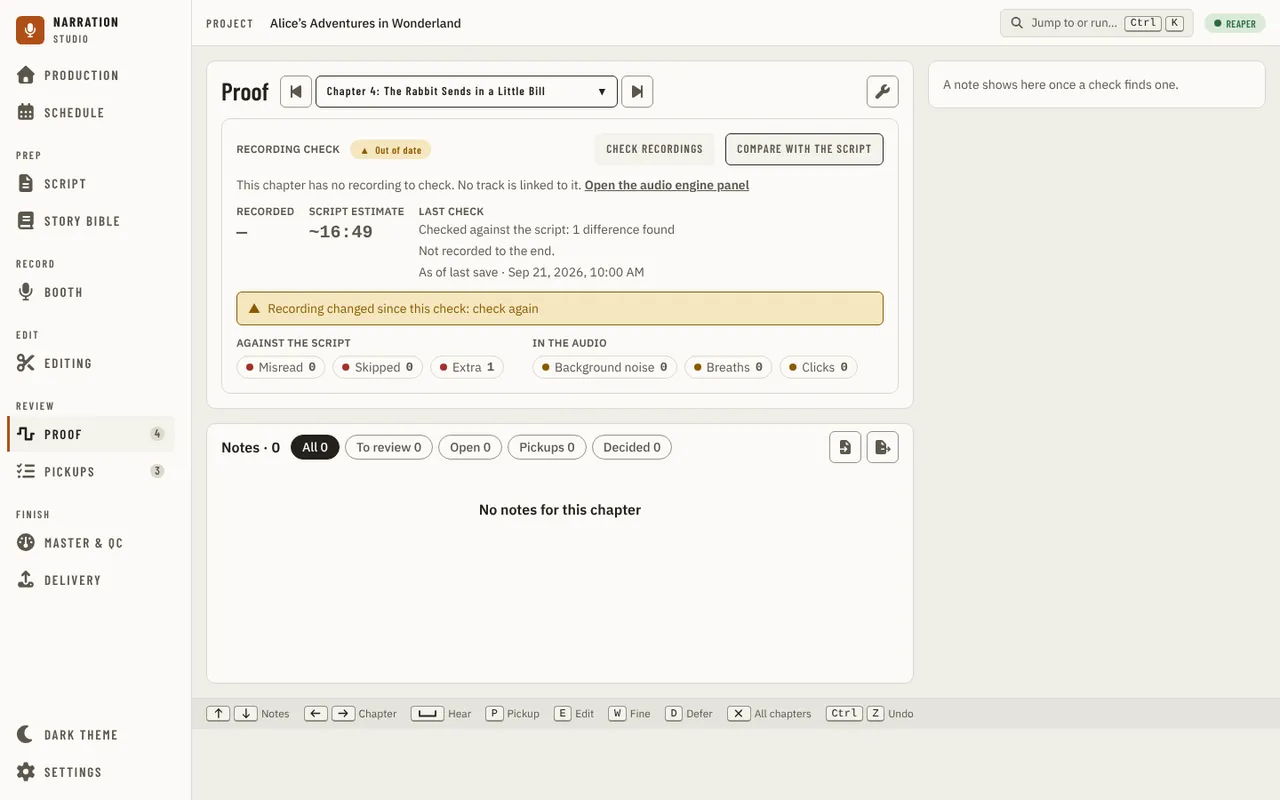 NARRATION
STUDIO
PRODUCTION
SCHEDULE
PREP
SCRIPT
STORY BIBLE
RECORD
BOOTH
EDIT
EDITING
REVIEW
PROOF 4
PICKUPS 3
FINISH
MASTER & QC
DELIVERY
DARK THEME
SETTINGS
PROJECT Alice's Adventures in Wonderland
Jump to or run... Ctrl K
REAPER
Proof
Chapter 4: The Rabbit Sends in a Little Bill
RECORDING CHECK Out of date CHECK RECORDINGS COMPARE WITH THE SCRIPT
This chapter has no recording to check. No track is linked to it. Open the audio engine panel
RECORDED SCRIPT ESTIMATE LAST CHECK
— ~16:49 Checked against the script: 1 difference found
Not recorded to the end.
As of last save · Sep 21, 2026, 10:00 AM
Recording changed since this check: check again
AGAINST THE SCRIPT IN THE AUDIO
Misread 0 Skipped 0 Extra 1 Background noise 0 Breaths 0 Clicks 0
Notes · 0 All 0 To review 0 Open 0 Pickups 0 Decided 0
No notes for this chapter
A note shows here once a check finds one.
↑ ↓ Notes ← → Chapter Hear P Pickup E Edit W Fine D Defer All chapters Ctrl Z Undo